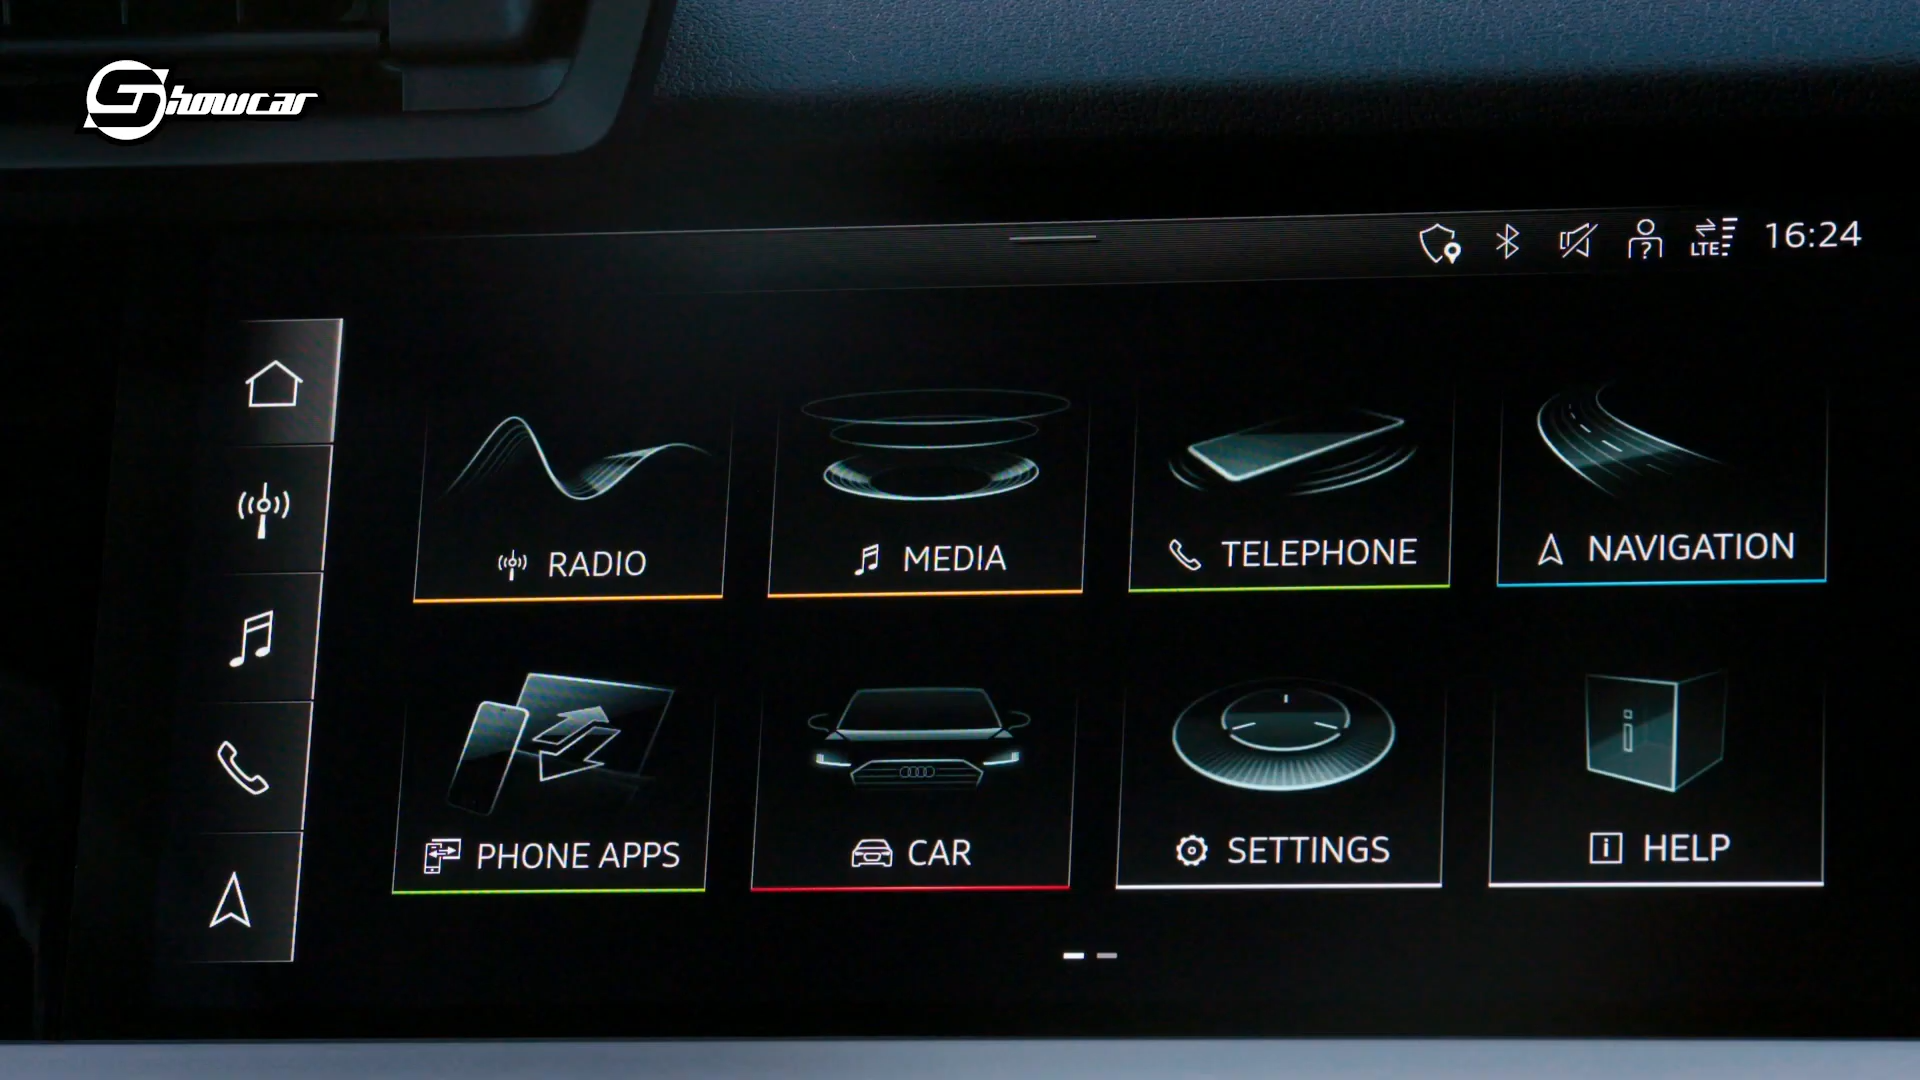 Showcar
LTE 16:24
RADIO
MEDIA
TELEPHONE
NAVIGATION
PHONE APPS
CAR
SETTINGS
i
HELP